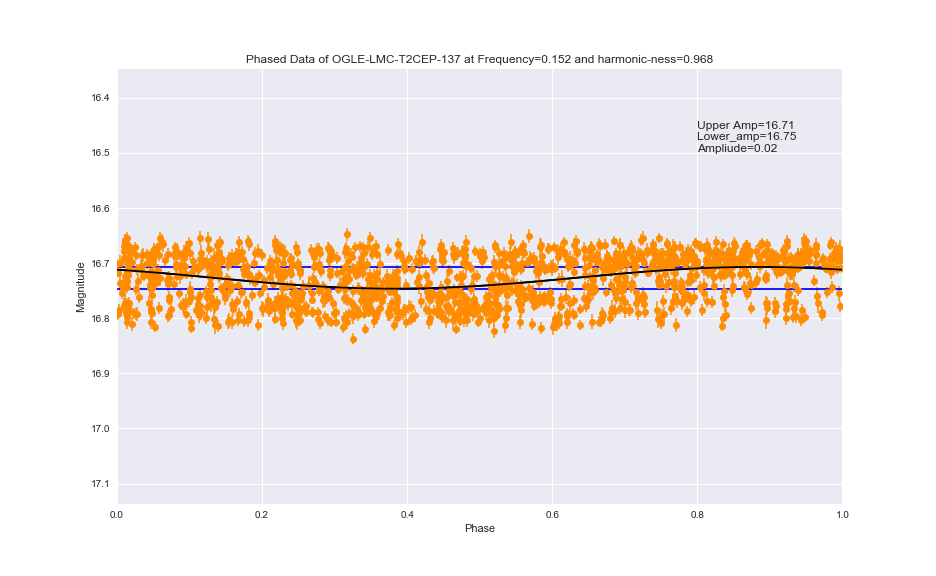 Phased Data of OGLE-LMC-T2CEP-137 at Frequency=0.152 and harmonic-ness=0.968
16.4
16.5
16.6
16.7
16.8
16.9
17.0
17.1
Magnitude
Upper Amp=16.71
Lower_amp=16.75
Ampliude=0.02
0.0 0.2 0.4 0.6 0.8 1.0
Phase